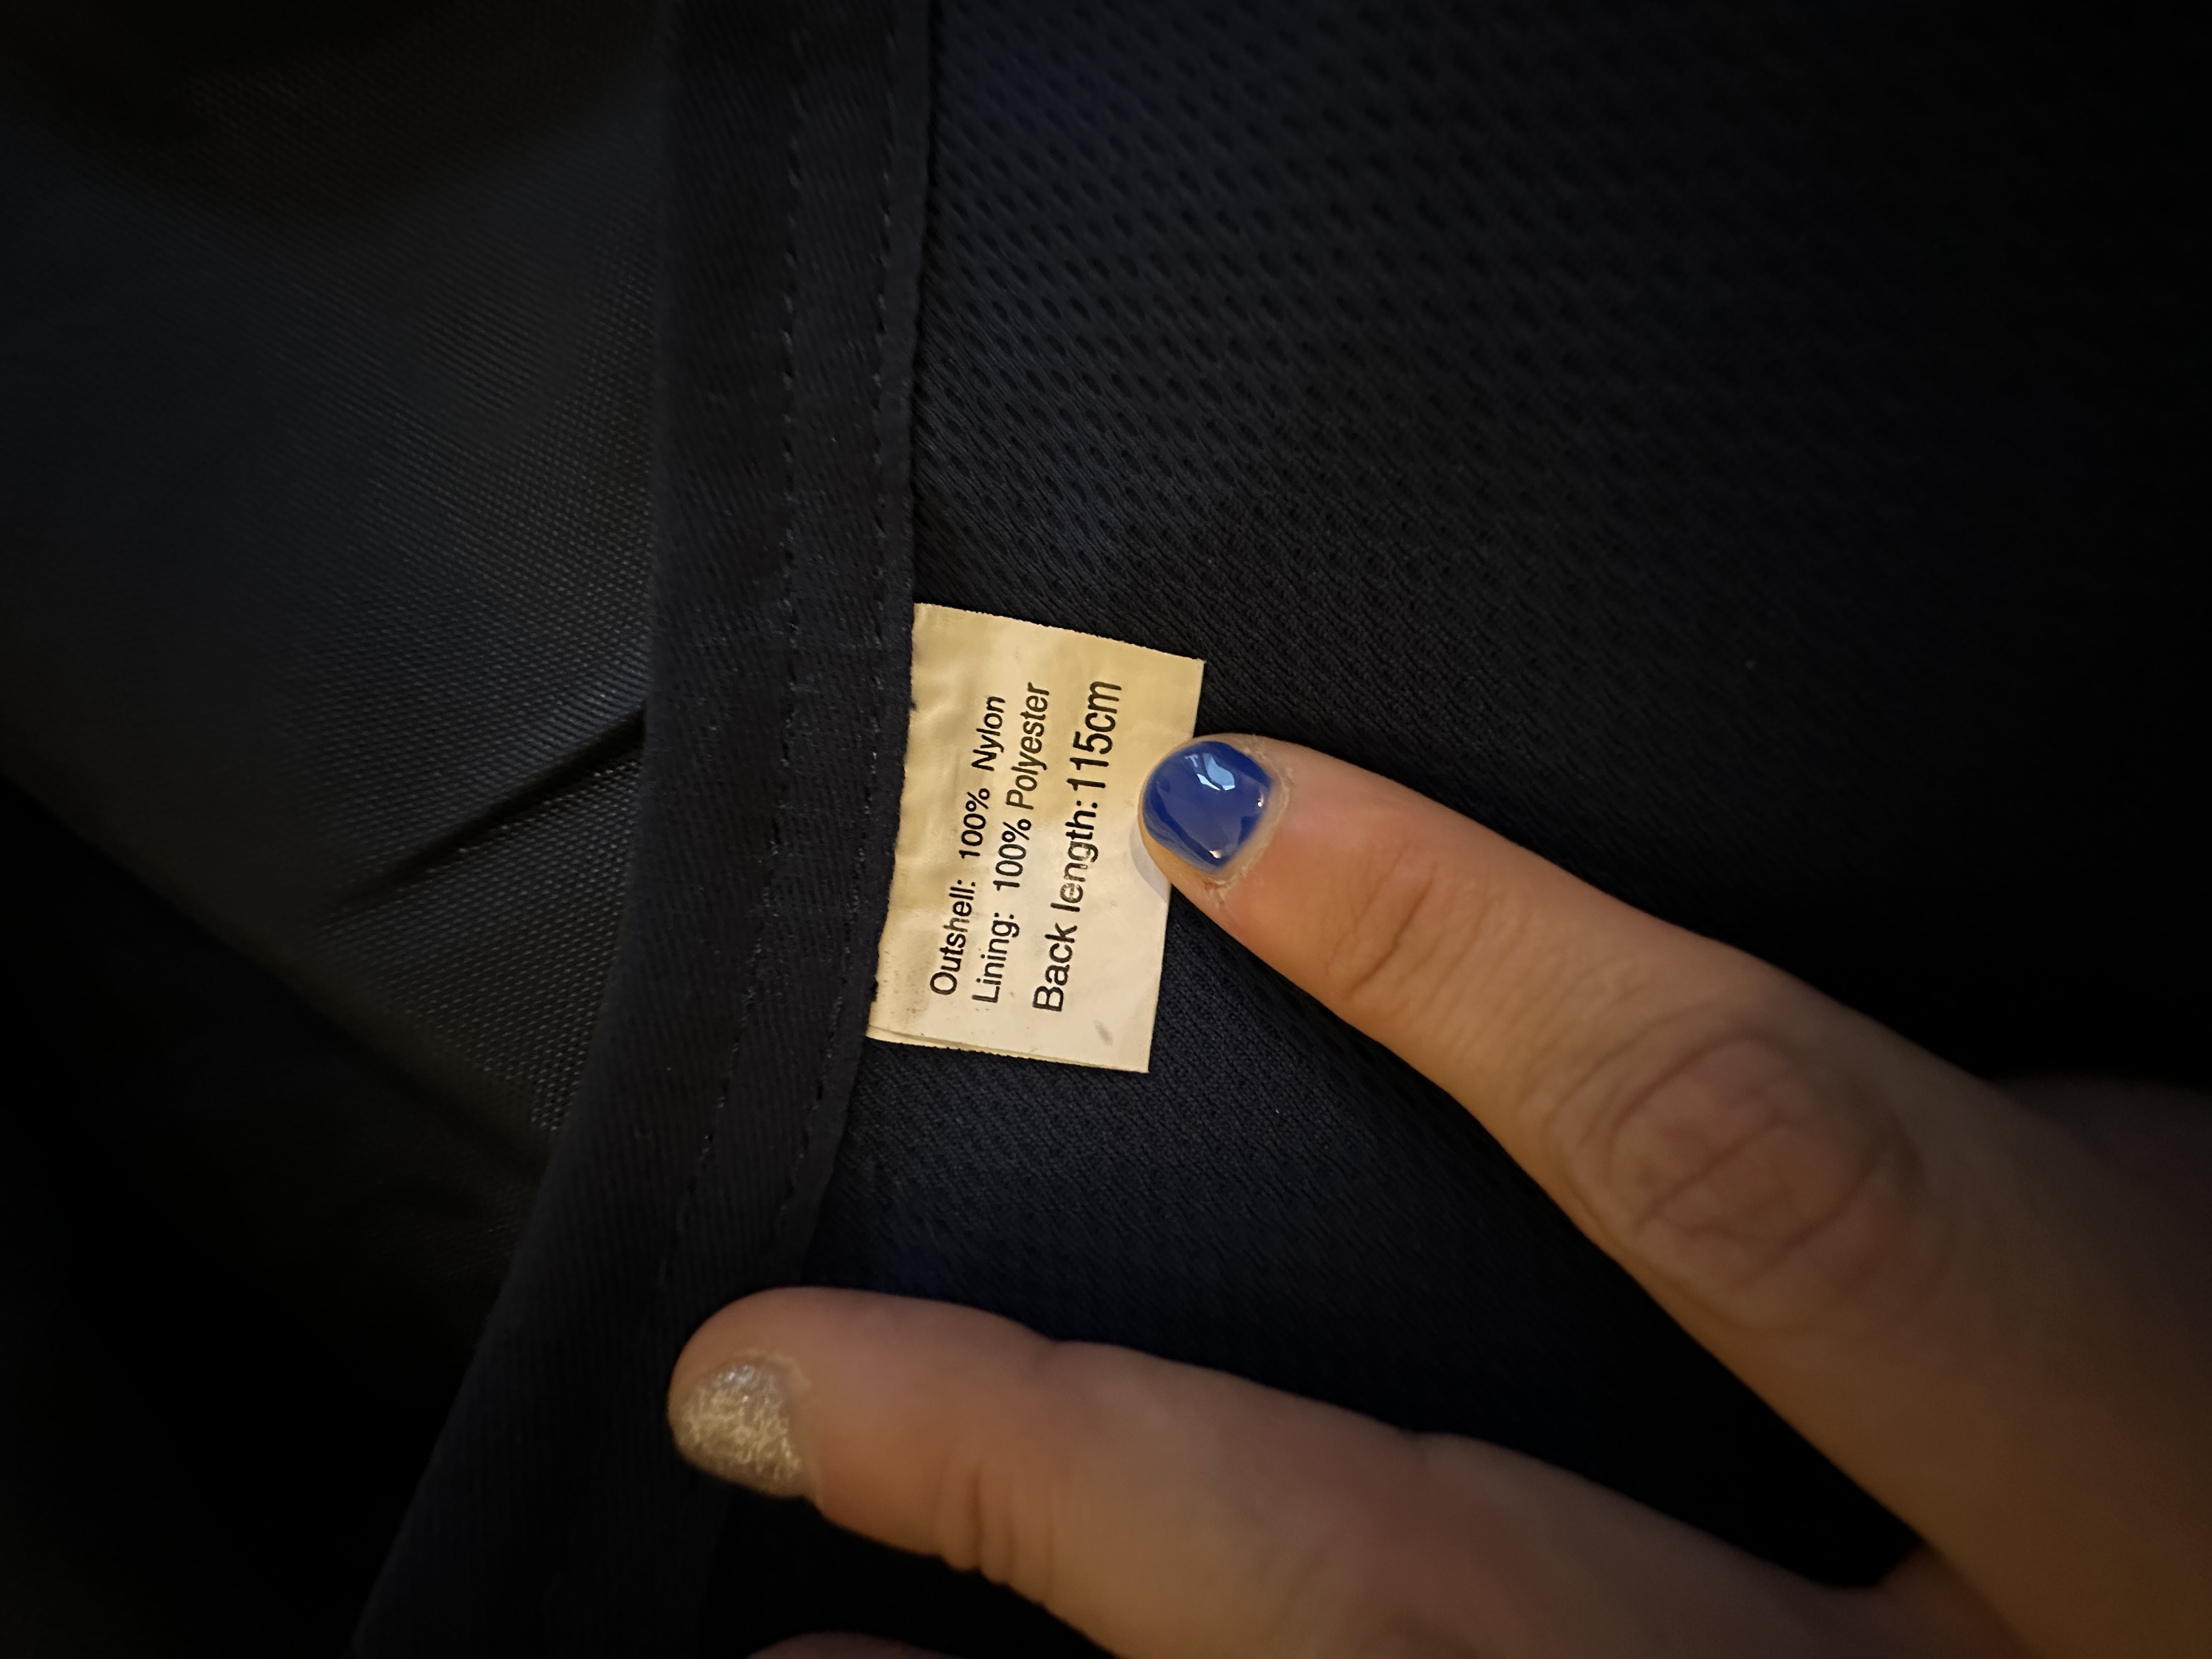 Outshell: 100% Nylon
Lining: 100% Polyester
Back length:115cm